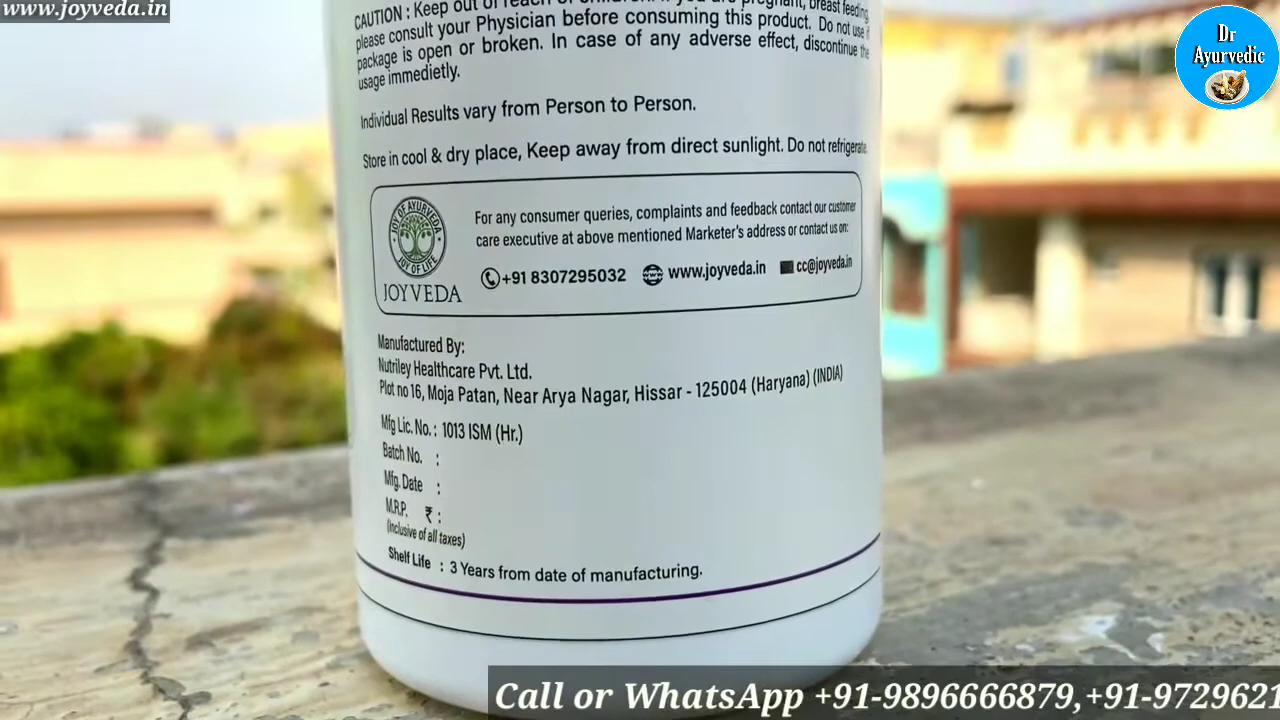 www.joyveda.in
Dr
Ayurvedic
CAUTION : Keep out of reach of children. If you are pregnant, breast feeding,
please consult your Physician before consuming this product. Do not use if
package is open or broken. In case of any adverse effect, discontinue the
usage immedietly.
Individual Results vary from Person to Person.
Store in cool & dry place, Keep away from direct sunlight. Do not refrigerate.
JOY OF AYURVEDA
JOY OF LIFE
JOYVEDA
For any consumer queries, complaints and feedback contact our customer
care executive at above mentioned Marketer's address or contact us on:
+91 8307295032 www.joyveda.in cc@joyveda.in
Manufactured By:
Nutriley Healthcare Pvt. Ltd.
Plot no 16, Moja Patan, Near Arya Nagar, Hissar - 125004 (Haryana) (INDIA)
Mfg Lic. No. : 1013 ISM (Hr.)
Batch No. :
Mfg. Date :
M.R.P. ₹ :
(Inclusive of all taxes)
Shelf Life : 3 Years from date of manufacturing.
Call or WhatsApp +91-9896666879,+91-9729621